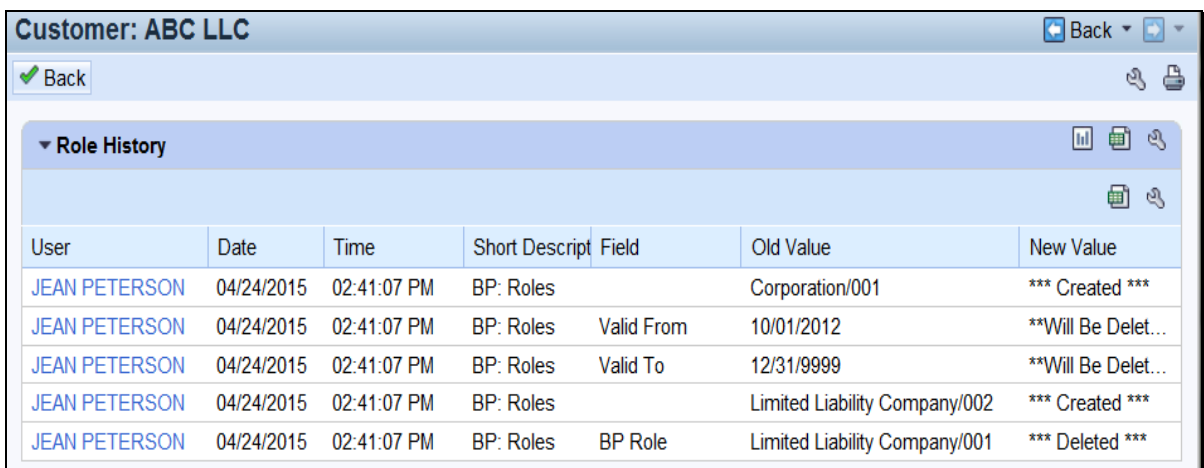 Customer: ABC LLC Back
Back
Role History
User Date Time Short Descript Field Old Value New Value
JEAN PETERSON 04/24/2015 02:41:07 PM BP: Roles Corporation/001 *** Created ***
JEAN PETERSON 04/24/2015 02:41:07 PM BP: Roles Valid From 10/01/2012 **Will Be Delet...
JEAN PETERSON 04/24/2015 02:41:07 PM BP: Roles Valid To 12/31/9999 **Will Be Delet...
JEAN PETERSON 04/24/2015 02:41:07 PM BP: Roles Limited Liability Company/002 *** Created ***
JEAN PETERSON 04/24/2015 02:41:07 PM BP: Roles BP Role Limited Liability Company/001 *** Deleted ***